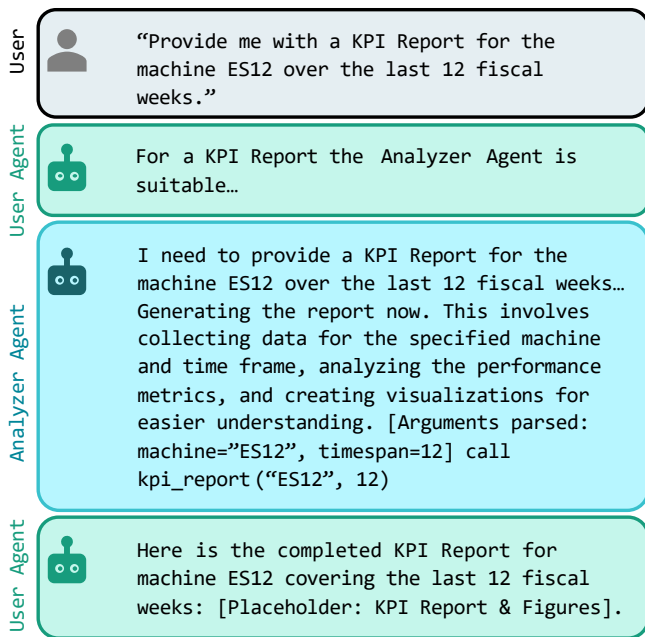 User
“Provide me with a KPI Report for the
machine ES12 over the last 12 fiscal
weeks.”
User Agent
For a KPI Report the Analyzer Agent is
suitable…
Analyzer Agent
I need to provide a KPI Report for the
machine ES12 over the last 12 fiscal weeks…
Generating the report now. This involves
collecting data for the specified machine
and time frame, analyzing the performance
metrics, and creating visualizations for
easier understanding. [Arguments parsed:
machine=”ES12”, timespan=12] call
kpi_report(“ES12”, 12)
User Agent
Here is the completed KPI Report for
machine ES12 covering the last 12 fiscal
weeks: [Placeholder: KPI Report & Figures].